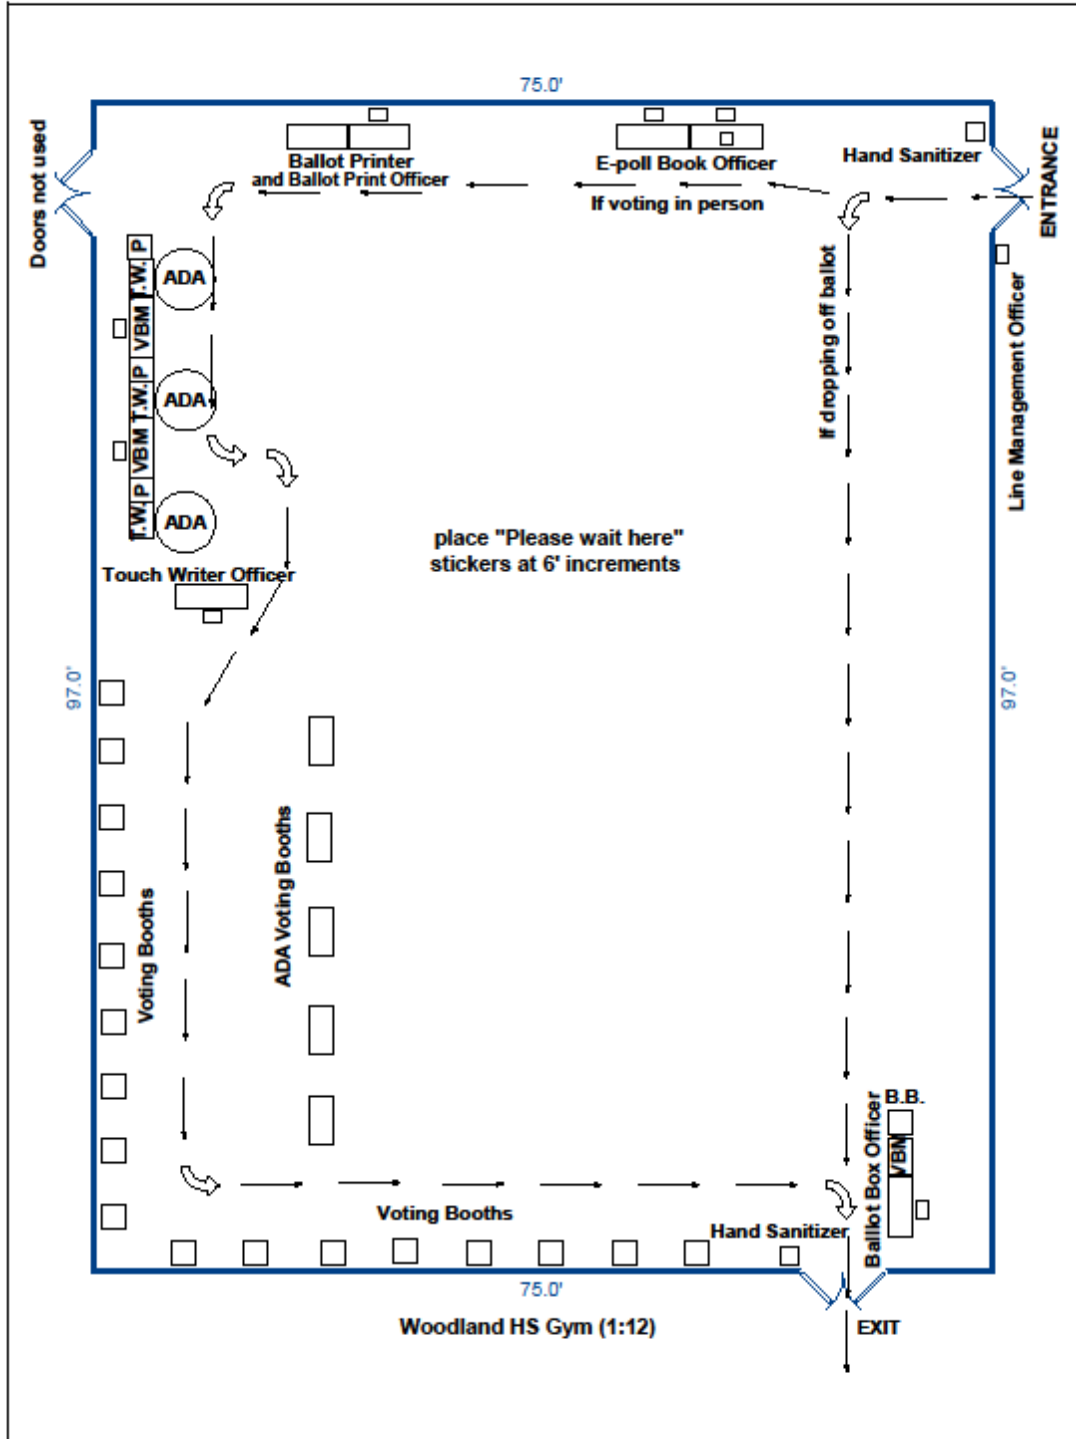 75.0'
Doors not used
Ballot Printer
and Ballot Print Officer
E-poll Book Officer
Hand Sanitizer
ENTRANCE
If voting in person
If dropping off ballot
Line Management Officer
P
T.W.
ADA
VBM
P
T.W.
ADA
VBM
P
T.W.
ADA
place "Please wait here"
stickers at 6' increments
Touch Writer Officer
97.0'
97.0'
Voting Booths
ADA Voting Booths
B.B.
VBM
Balllot Box Officer
Voting Booths
Hand Sanitizer
75.0'
Woodland HS Gym (1:12)
EXIT